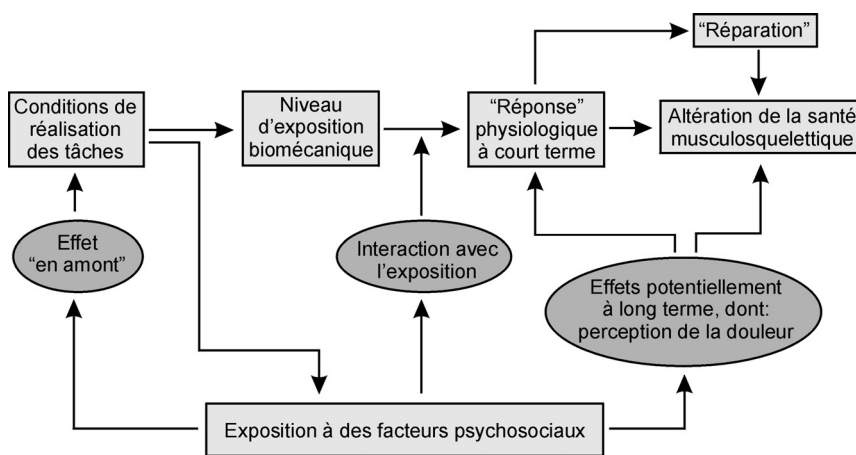 “Réparation”
Conditions de
réalisation
des tâches
Niveau
d’exposition
biomécanique
“Réponse”
physiologique
à court terme
Altération de la santé
musculosquelettique
Effet
“en amont”
Interaction avec
l’exposition
Effets potentiellement
à long terme, dont:
perception de la douleur
Exposition à des facteurs psychosociaux